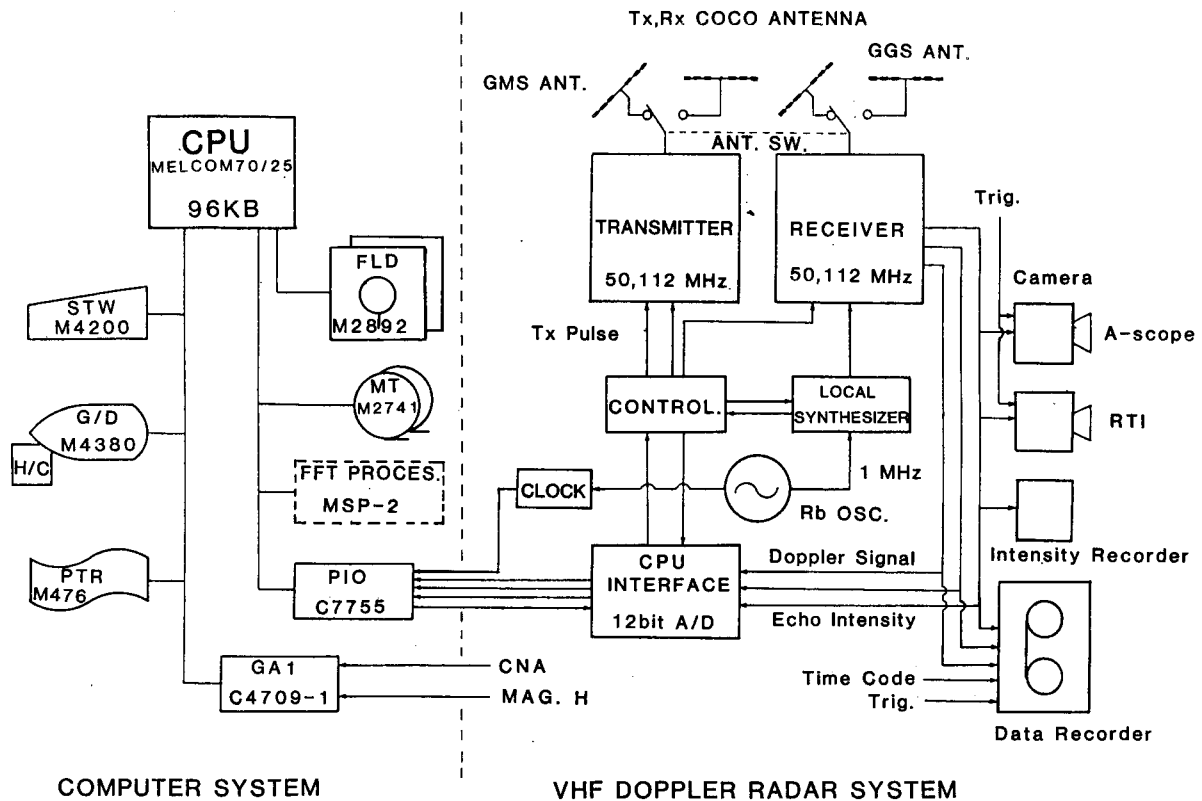 Tx,Rx COCO ANTENNA
GMS ANT.
GGS ANT.
ANT. SW.
CPU
MELCOM70/25
96KB
STW
M4200
FLD
M2892
G/D
M4380
H/C
MT
M2741
FFT PROCES.
MSP-2
PTR
M476
PIO
C7755
GA1
C4709-1
CNA
MAG. H
TRANSMITTER
50,112 MHz
RECEIVER
50,112 MHz
Tx Pulse
CONTROL.
LOCAL
SYNTHESIZER
CLOCK
1 MHz
Rb OSC.
CPU
INTERFACE
12bit A/D
Doppler Signal
Echo Intensity
Trig.
Camera
A-scope
RTI
Intensity Recorder
Time Code
Trig.
Data Recorder
COMPUTER SYSTEM
VHF DOPPLER RADAR SYSTEM